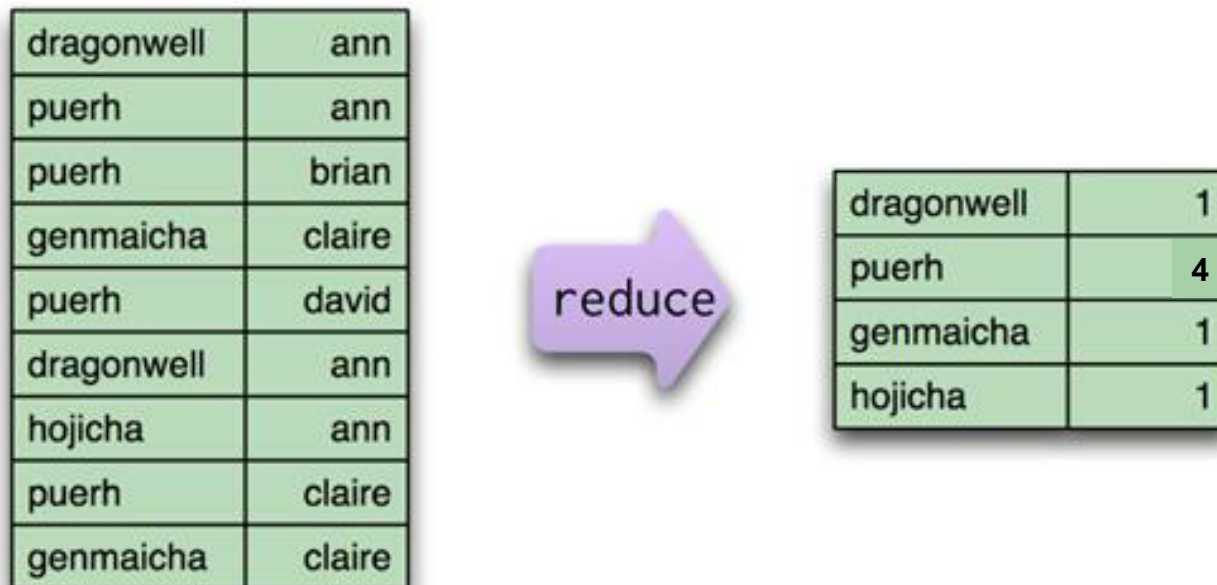 dragonwell ann
puerh ann
puerh brian
genmaicha claire
puerh david
dragonwell ann
hojicha ann
puerh claire
genmaicha claire
reduce
dragonwell 1
puerh 4
genmaicha 1
hojicha 1